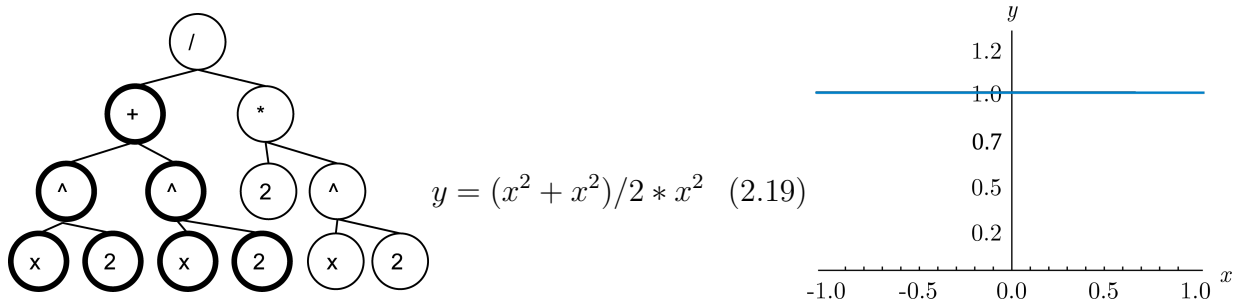 /
+ *
^ ^ 2 ^
x 2 x 2 x 2
y = (x² + x²)/2 * x² (2.19)
y
1.2
1.0
0.7
0.5
0.2
-1.0 -0.5 0.0 0.5 1.0 x